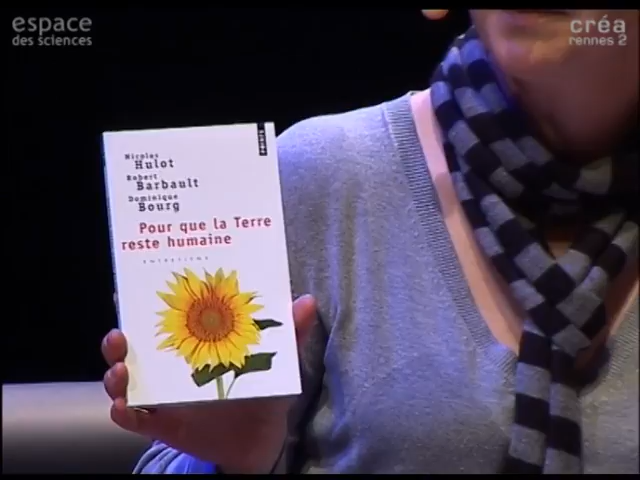 espace
des sciences
créa
rennes 2
Nicolas
Hulot
Robert
Barbault
Dominique
Bourg
Pour que la Terre
reste humaine
ENTRETIENS
POINTS